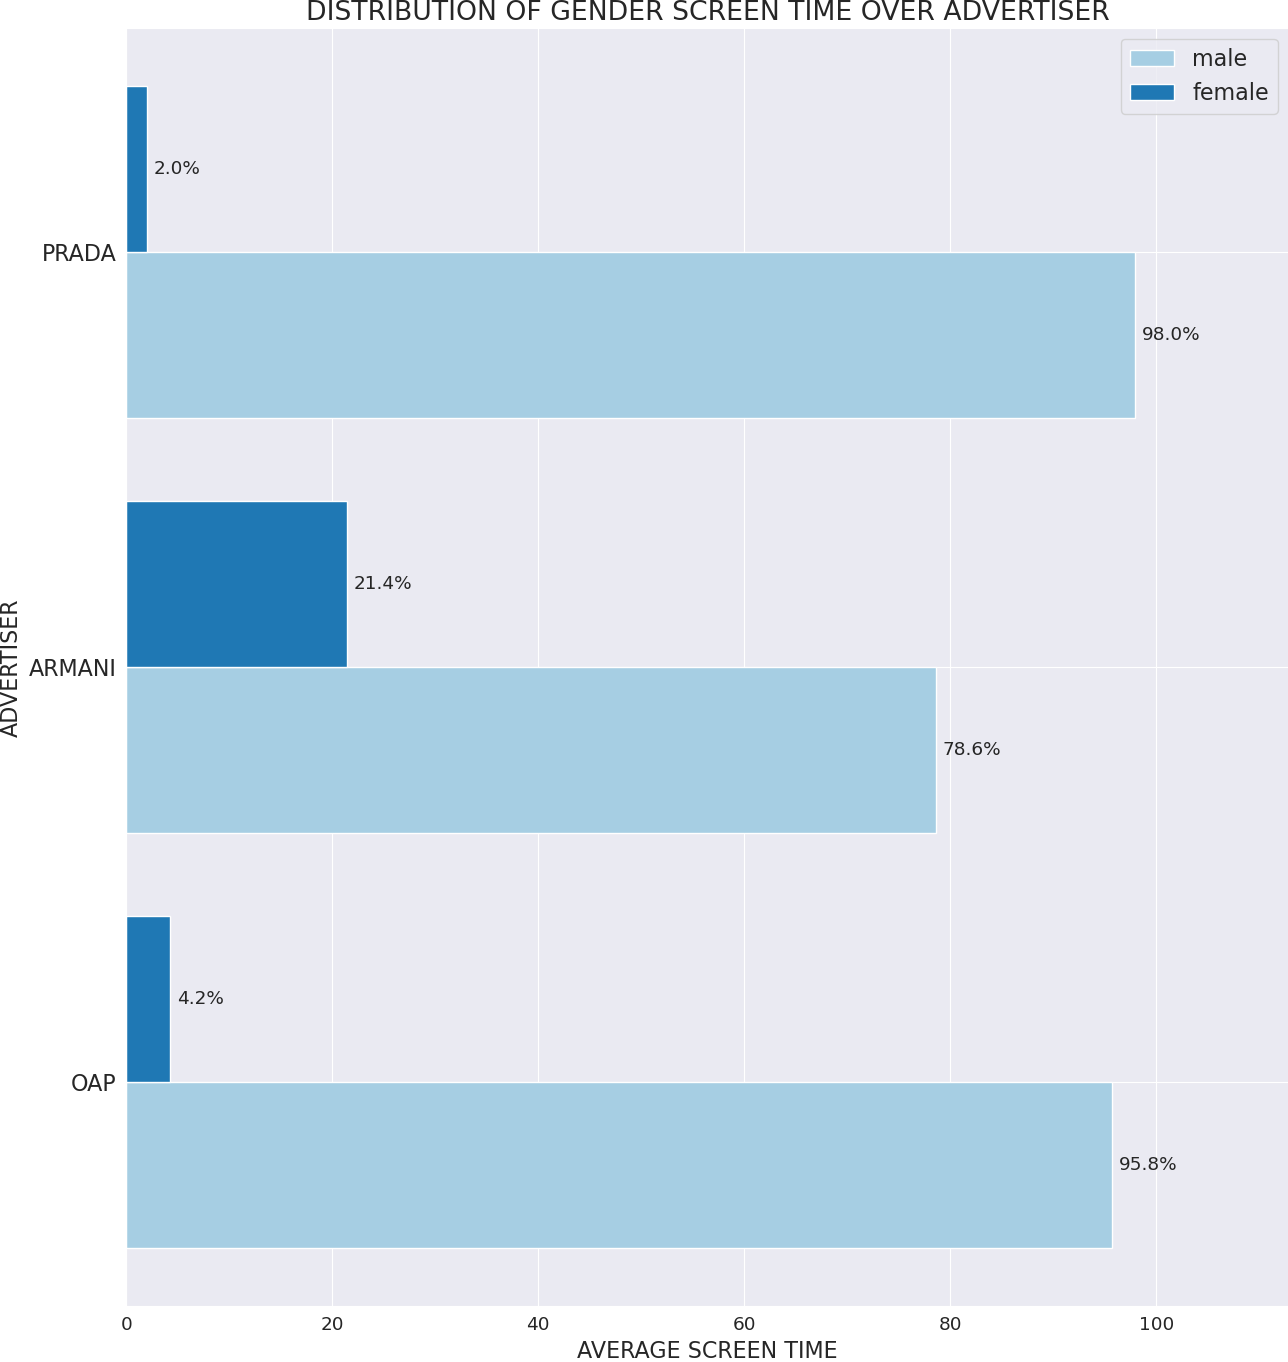 DISTRIBUTION OF GENDER SCREEN TIME OVER ADVERTISER
male
female
2.0%
PRADA
98.0%
21.4%
ADVERTISER
ARMANI
78.6%
4.2%
OAP
95.8%
0 20 40 60 80 100
AVERAGE SCREEN TIME